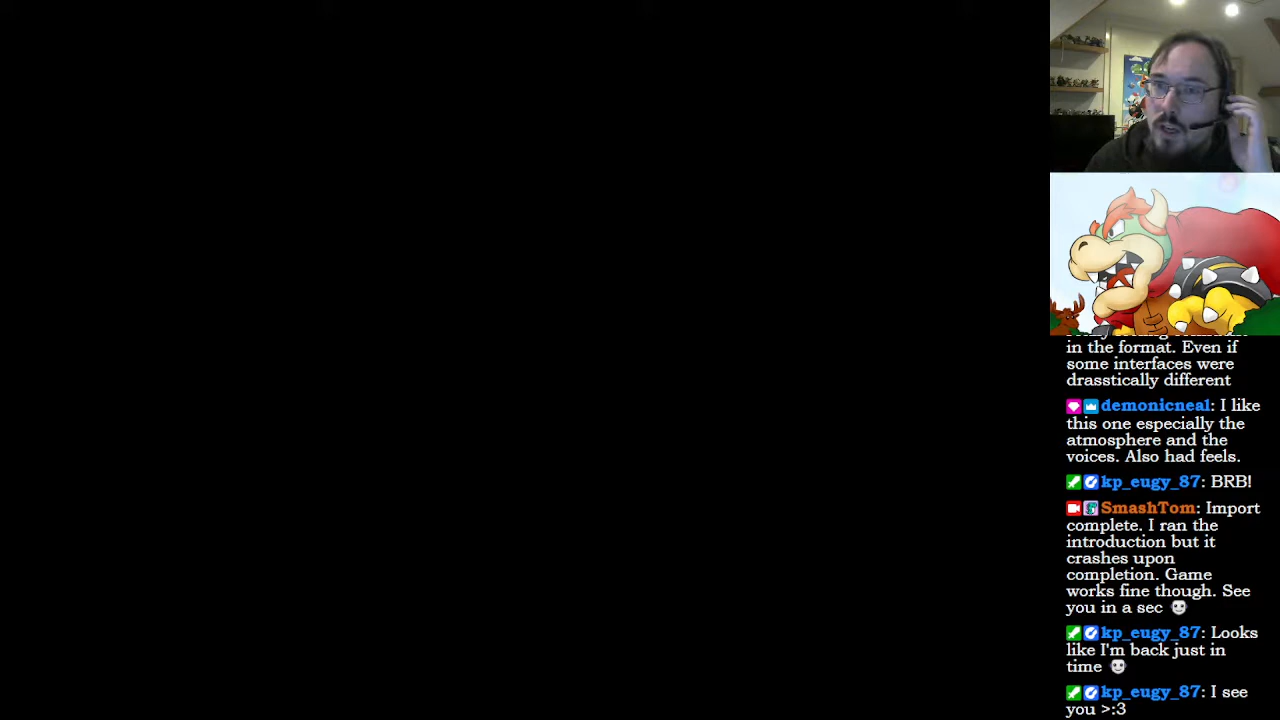 in the format. Even if
some interfaces were
drasstically different
demonicneal: I like
this one especially the
atmosphere and the
voices. Also had feels.
kp_eugy_87: BRB!
SmashTom: Import
complete. I ran the
introduction but it
crashes upon
completion. Game
works fine though. See
you in a sec
kp_eugy_87: Looks
like I'm back just in
time
kp_eugy_87: I see
you >:3